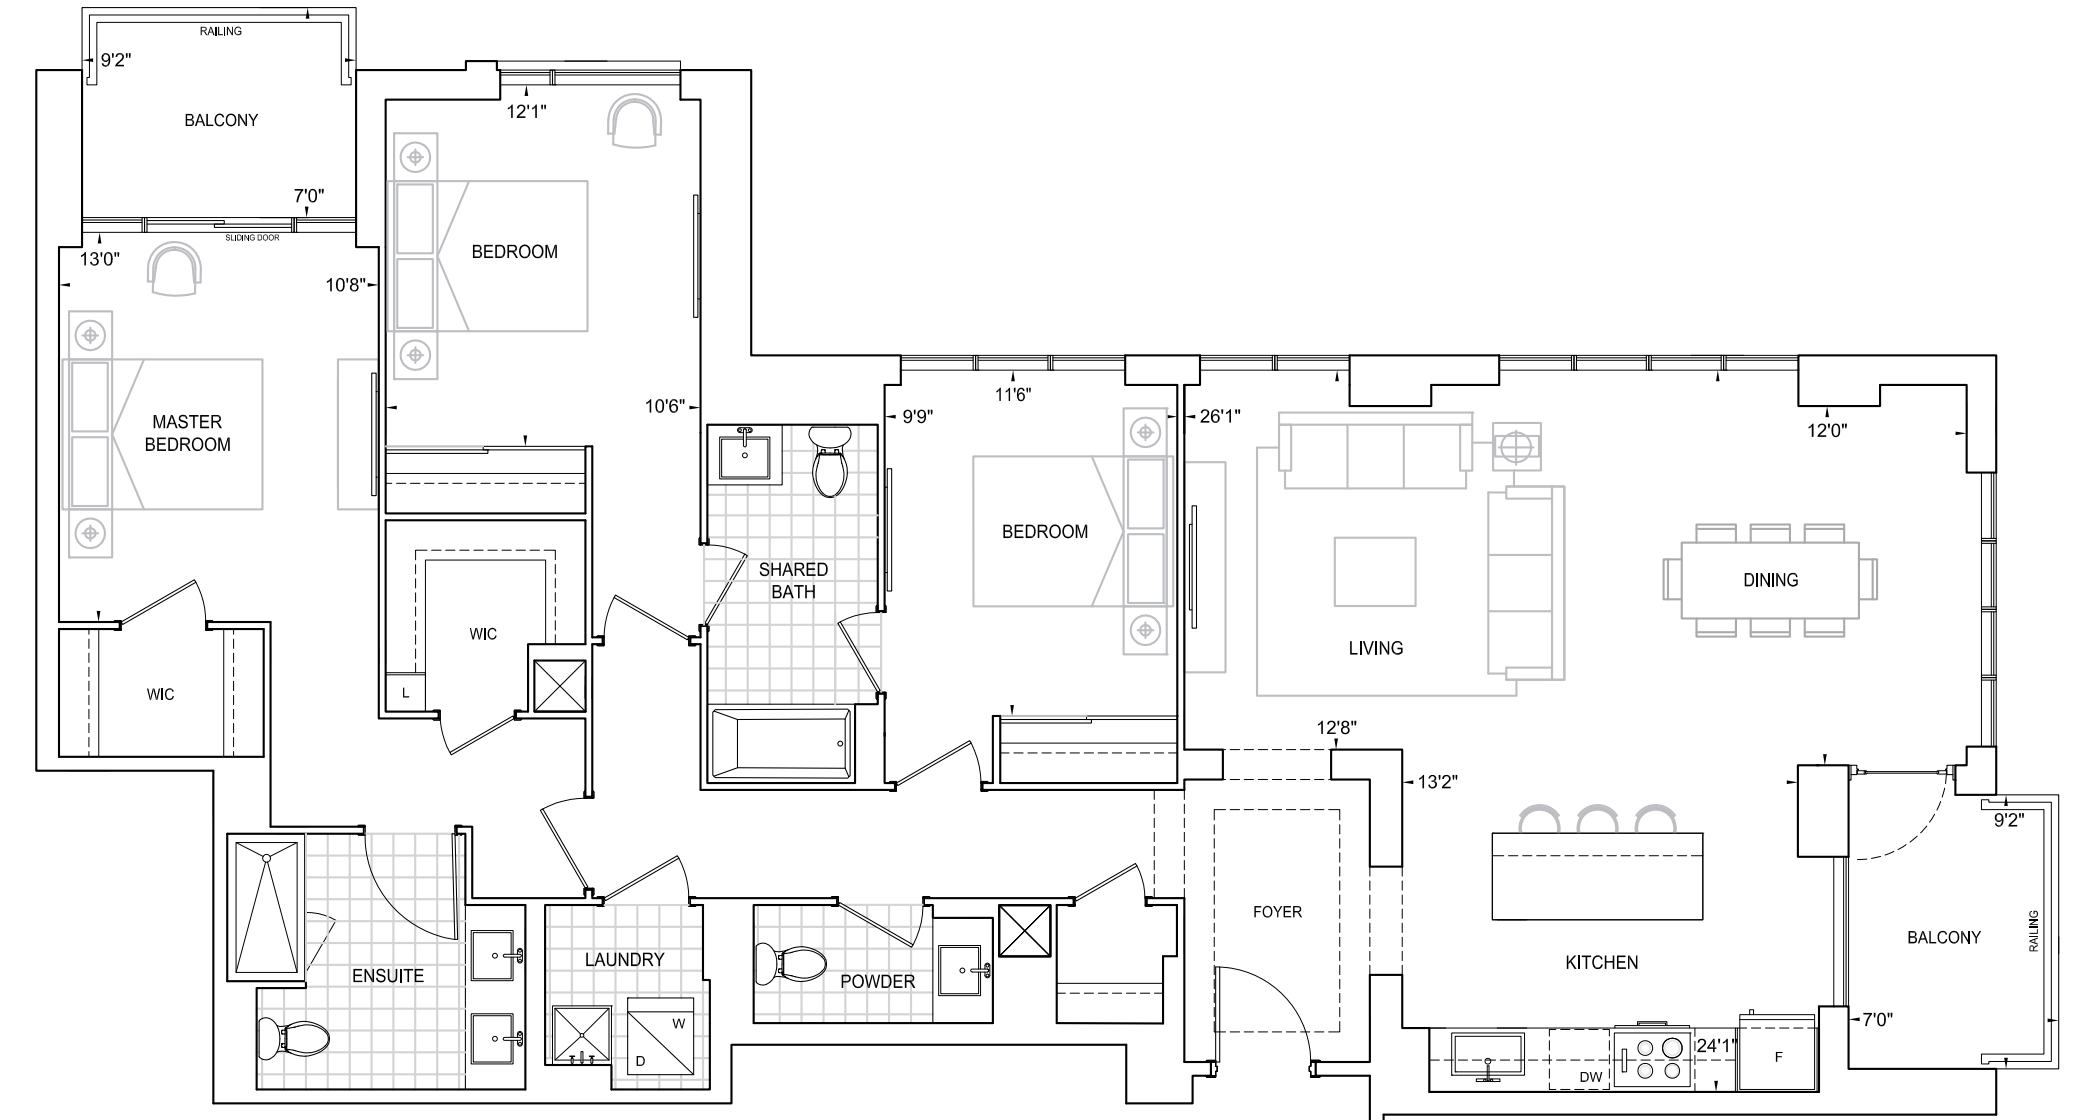 RAILING
9'2"
BALCONY
12'1"
7'0"
SLIDING DOOR
13'0"
BEDROOM
10'8"
10'6"
MASTER
BEDROOM
11'6"
9'9"
26'1"
12'0"
BEDROOM
SHARED
BATH
DINING
WIC
LIVING
WIC
L
12'8"
13'2"
9'2"
FOYER
RAILING
BALCONY
LAUNDRY
KITCHEN
ENSUITE
POWDER
7'0"
W
D
24'1"
F
DW